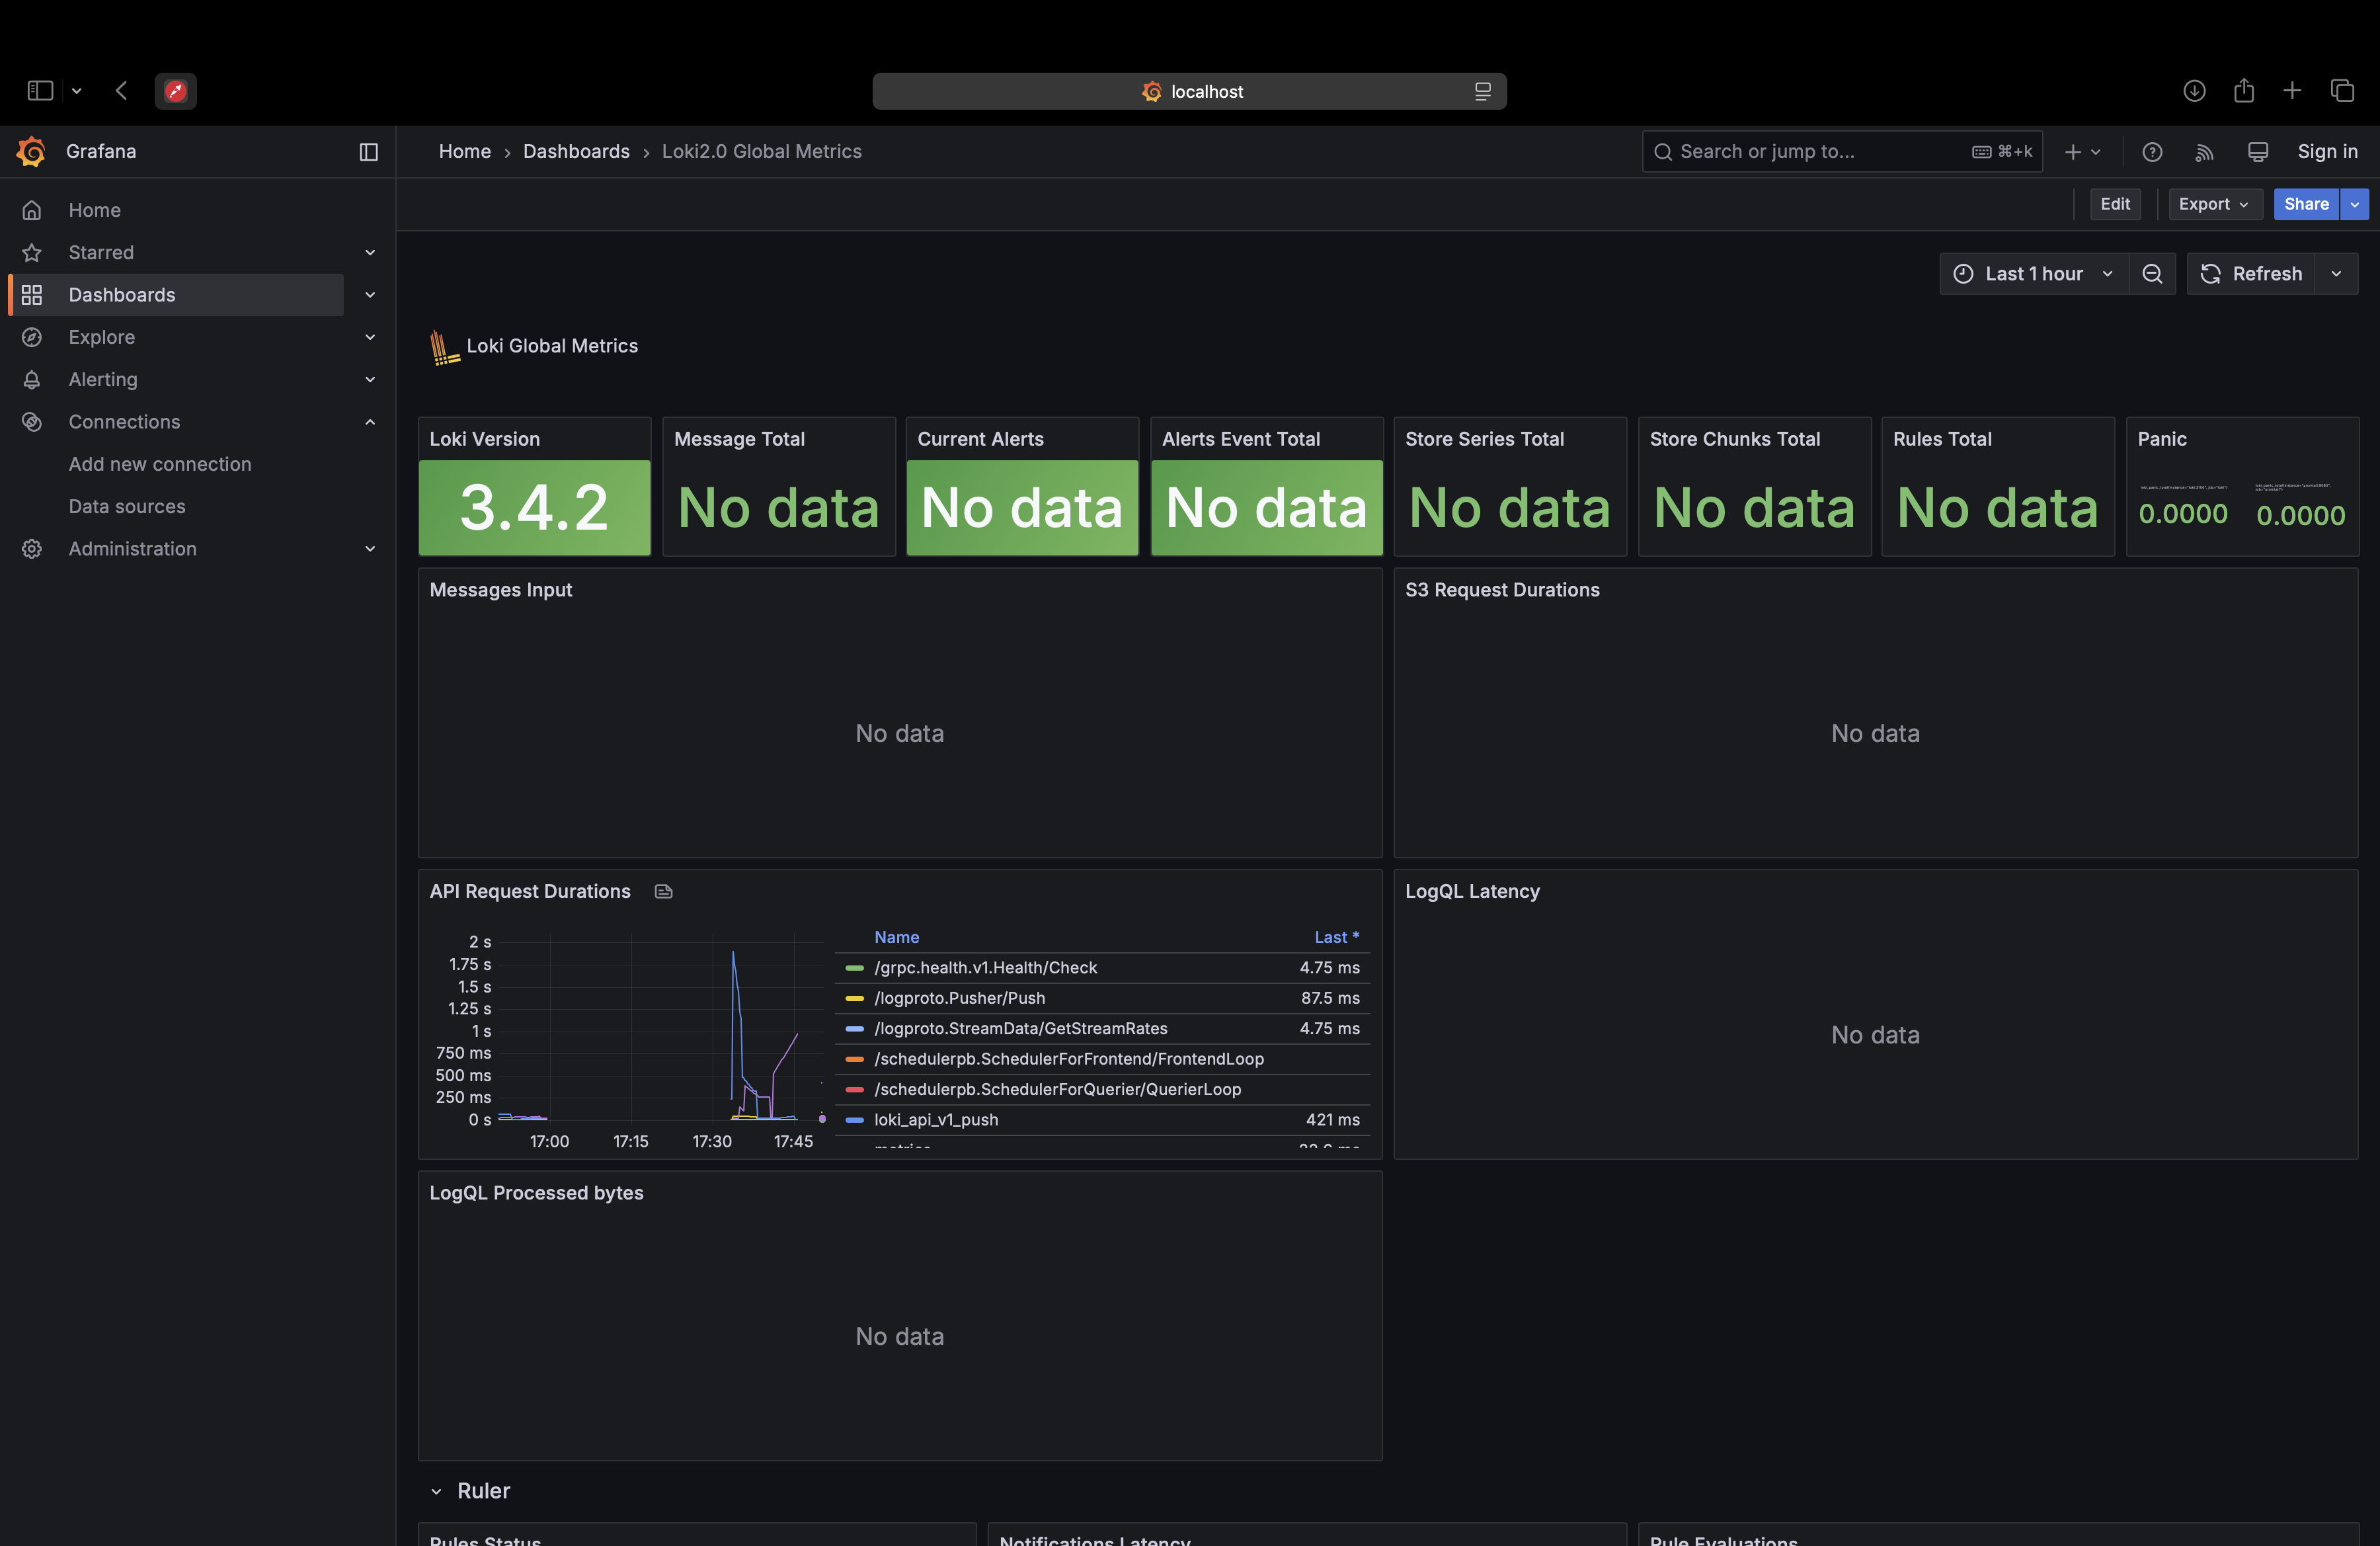 localhost
Grafana
Home › Dashboards › Loki2.0 Global Metrics
Search or jump to... ⌘+k
Sign in
Edit
Export
Share
Home
Starred
Dashboards
Explore
Alerting
Connections
Add new connection
Data sources
Administration
Last 1 hour
Refresh
Loki Global Metrics
Loki Version
3.4.2
Message Total
No data
Current Alerts
No data
Alerts Event Total
No data
Store Series Total
No data
Store Chunks Total
No data
Rules Total
No data
Panic
0.0000
0.0000
Messages Input
No data
S3 Request Durations
No data
API Request Durations
2 s
1.75 s
1.5 s
1.25 s
1 s
750 ms
500 ms
250 ms
0 s
17:00 17:15 17:30 17:45
Name Last *
/grpc.health.v1.Health/Check 4.75 ms
/logproto.Pusher/Push 87.5 ms
/logproto.StreamData/GetStreamRates 4.75 ms
/schedulerpb.SchedulerForFrontend/FrontendLoop
/schedulerpb.SchedulerForQuerier/QuerierLoop
loki_api_v1_push 421 ms
LogQL Latency
No data
LogQL Processed bytes
No data
Ruler
Rules Status
Notifications Latency
Rule Evaluations